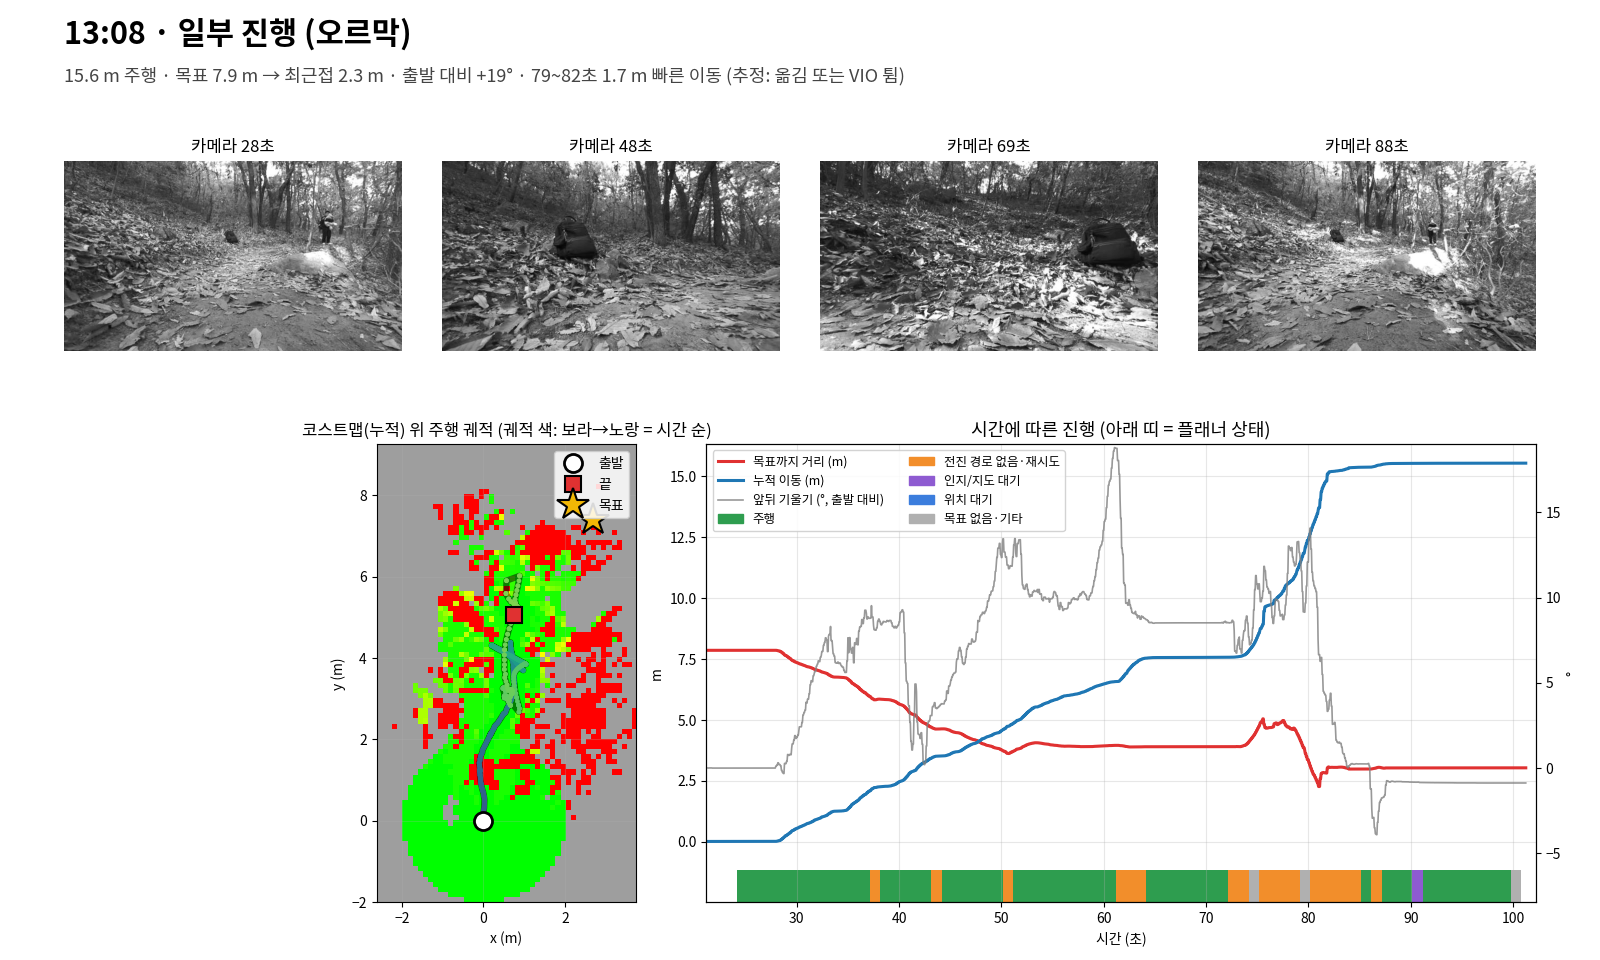 13:08 · 일부 진행 (오르막)
15.6 m 주행 · 목표 7.9 m → 최근접 2.3 m · 출발 대비 +19° · 79~82초 1.7 m 빠른 이동 (추정: 옮김 또는 VIO 튐)
카메라 28초
카메라 48초
카메라 69초
카메라 88초
코스트맵(누적) 위 주행 궤적 (궤적 색: 보라→노랑 = 시간 순)
출발
끝
목표
8
6
4
2
0
−2
y (m)
−2
0
2
x (m)
시간에 따른 진행 (아래 띠 = 플래너 상태)
목표까지 거리 (m)
누적 이동 (m)
앞뒤 기울기 (°, 출발 대비)
주행
전진 경로 없음·재시도
인지/지도 대기
위치 대기
목표 없음·기타
15.0
12.5
10.0
7.5
5.0
2.5
0.0
m
15
10
5
0
−5
°
30
40
50
60
70
80
90
100
시간 (초)